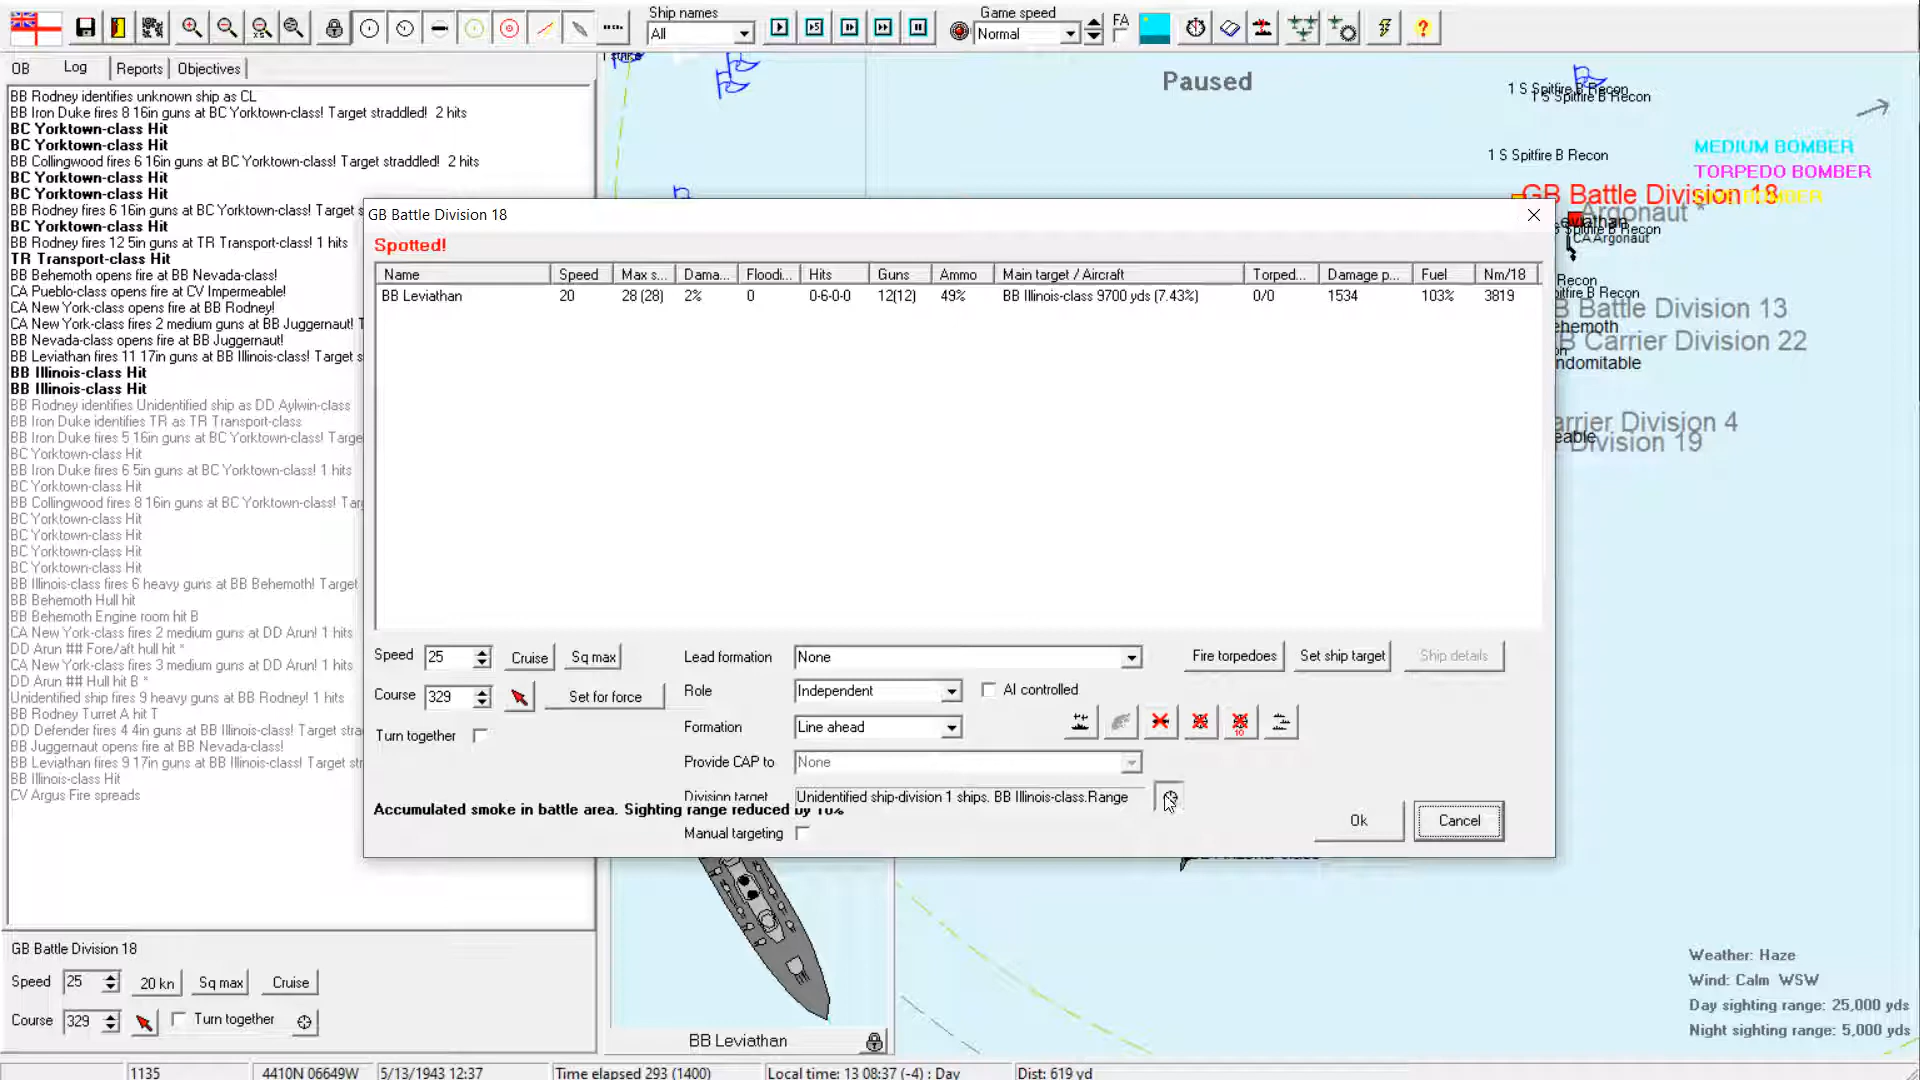 Ship names
All
Game speed
Normal
FA
OB
Log
Reports
Objectives
BB Rodney identifies unknown ship as CL
BB Iron Duke fires 8 16in guns at BC Yorktown-class! Target straddled! 2 hits
BC Yorktown-class Hit
BC Yorktown-class Hit
BB Collingwood fires 6 16in guns at BC Yorktown-class! Target straddled! 2 hits
BC Yorktown-class Hit
BC Yorktown-class Hit
BB Rodney fires 6 16in guns at BC Yorktown-class! Target s
BC Yorktown-class Hit
BB Rodney fires 12 5in guns at TR Transport-class! 1 hits
TR Transport-class Hit
BB Behemoth opens fire at BB Nevada-class!
CA Pueblo-class opens fire at CV Impermeable!
CA New York-class opens fire at BB Rodney!
CA New York-class fires 2 medium guns at BB Juggernaut! T
BB Nevada-class opens fire at BB Juggernaut!
BB Leviathan fires 11 17in guns at BB Illinois-class! Target s
BB Illinois-class Hit
BB Illinois-class Hit
BB Rodney identifies Unidentified ship as DD Aylwin-class
BB Iron Duke identifies TR as TR Transport-class
BB Iron Duke fires 5 16in guns at BC Yorktown-class! Targe
BC Yorktown-class Hit
BB Iron Duke fires 6 5in guns at BC Yorktown-class! 1 hits
BC Yorktown-class Hit
BB Collingwood fires 8 16in guns at BC Yorktown-class! Tar
BC Yorktown-class Hit
BC Yorktown-class Hit
BC Yorktown-class Hit
BC Yorktown-class Hit
BB Illinois-class fires 6 heavy guns at BB Behemoth! Target
BB Behemoth Hull hit
BB Behemoth Engine room hit B
CA New York-class fires 2 medium guns at DD Arun! 1 hits
DD Arun ## Fore/aft hull hit *
CA New York-class fires 3 medium guns at DD Arun! 1 hits
DD Arun ## Hull hit B *
Unidentified ship fires 9 heavy guns at BB Rodney! 1 hits
BB Rodney Turret A hit T
DD Defender fires 4 4in guns at BB Illinois-class! Target stra
BB Juggernaut opens fire at BB Nevada-class!
BB Leviathan fires 9 17in guns at BB Illinois-class! Target str
BB Illinois-class Hit
CV Argus Fire spreads
GB Battle Division 18
Speed 25 20 kn Sq max Cruise
Course 329 Turn together
Paused
1 S Spitfire B Recon
1 S Spitfire B Recon
1 S Spitfire B Recon
MEDIUM BOMBER
TORPEDO BOMBER
GB Battle Division 18
Argonaut *
CA Argonaut
Recon
Battle Division 13
Carrier Division 22
ndomitable
arrier Division 4
Division 19
GB Battle Division 18
Spotted!
Name Speed Max s... Dama... Floodi... Hits Guns Ammo Main target / Aircraft Torped... Damage p... Fuel Nm/18
BB Leviathan 20 28 (28) 2% 0 0-6-0-0 12(12) 49% BB Illinois-class 9700 yds (7.43%) 0/0 1534 103% 3819
Speed 25 Cruise Sq max
Course 329 Set for force
Turn together
Lead formation None
Role Independent AI controlled
Formation Line ahead
Provide CAP to None
Division target Unidentified ship-division 1 ships. BB Illinois-class.Range
Accumulated smoke in battle area. Sighting range reduced by 10%
Manual targeting
Fire torpedoes Set ship target Ship details
10
Ok Cancel
BB Leviathan
Weather: Haze
Wind: Calm WSW
Day sighting range: 25,000 yds
Night sighting range: 5,000 yds
1135 4410N 06649W 5/13/1943 12:37 Time elapsed 293 (1400) Local time: 13 08:37 (-4) : Day Dist: 619 yd